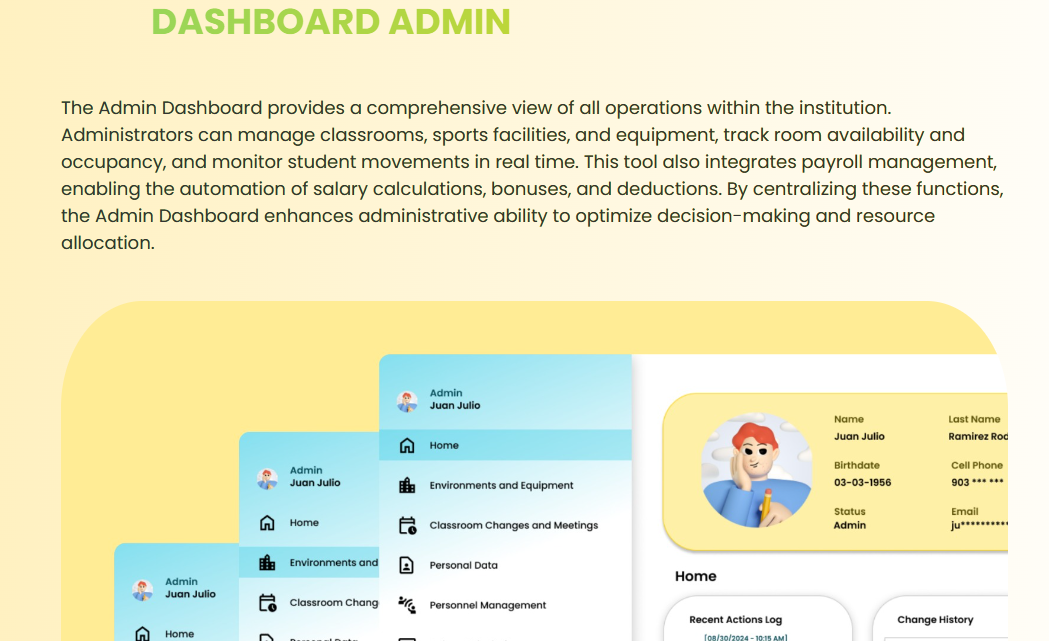 DASHBOARD ADMIN
The Admin Dashboard provides a comprehensive view of all operations within the institution.
Administrators can manage classrooms, sports facilities, and equipment, track room availability and
occupancy, and monitor student movements in real time. This tool also integrates payroll management,
enabling the automation of salary calculations, bonuses, and deductions. By centralizing these functions,
the Admin Dashboard enhances administrative ability to optimize decision-making and resource
allocation.
Admin
Juan Julio
Home
Admin
Juan Julio
Home
Environments and
Classroom Chang
Admin
Juan Julio
Home
Environments and Equipment
Classroom Changes and Meetings
Personal Data
Personnel Management
Name
Juan Julio
Last Name
Ramirez Rod
Birthdate
03-03-1956
Cell Phone
903 *** ***
Status
Admin
Email
ju**********
Home
Recent Actions Log
[08/30/2024 - 10:15 AM]
Change History